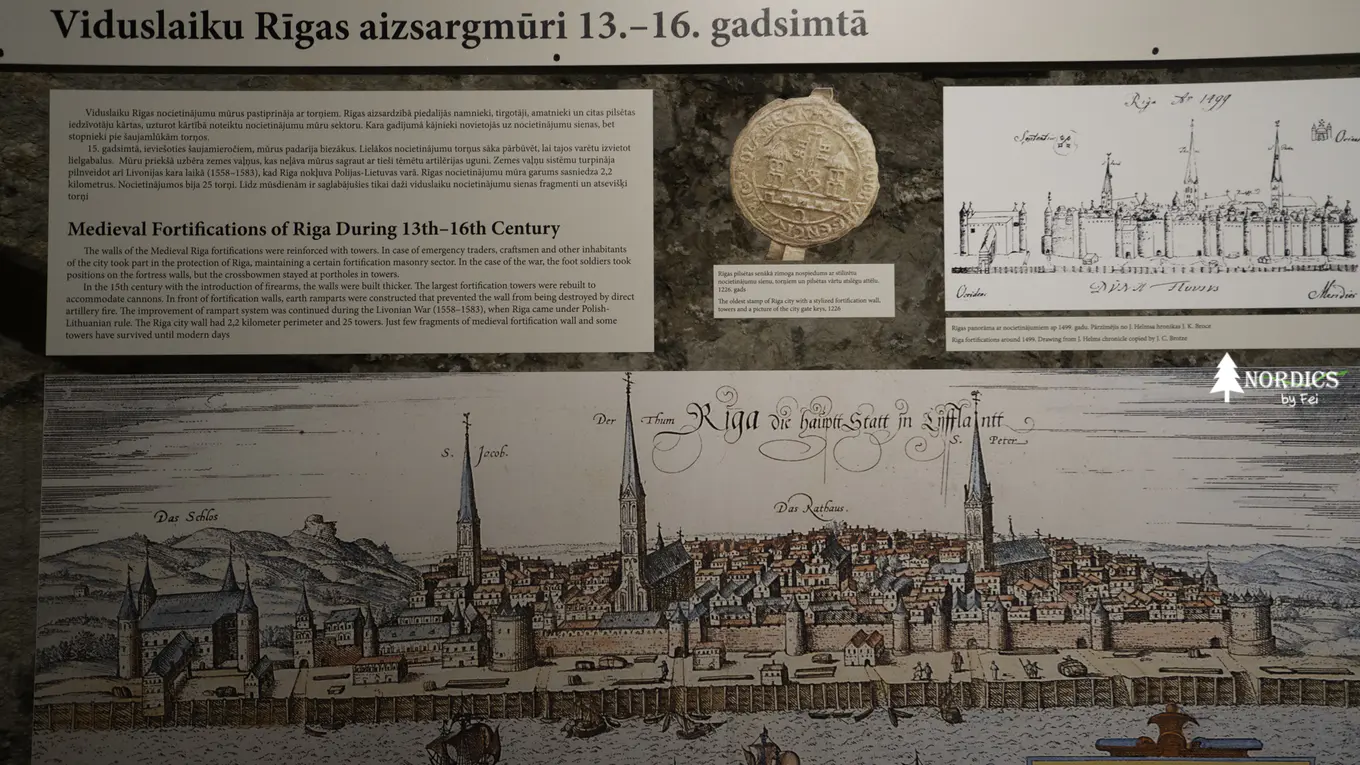 Viduslaiku Rīgas aizsargmūri 13.–16. gadsimtā
Viduslaiku Rīgas nocietinājumu mūrus pastiprināja ar torņiem. Rīgas aizsardzībā piedalījās namnieki, tirgotāji, amatnieki un citas pilsētas
iedzīvotāju kārtas, uzturot kārtībā noteiktu nocietinājumu mūru sektoru. Kara gadījumā kājnieki novietojās uz nocietinājumu sienas, bet
stopnieki pie šaujamlūkām torņos.
15. gadsimtā, ieviešoties šaujamieročiem, mūrus padarīja biezākus. Lielākos nocietinājumu torņus sāka pārbūvēt, lai tajos varētu izvietot
lielgabalus. Mūru priekšā uzbēra zemes vaļņus, kas neļāva mūrus sagraut ar tieši tēmētu artilērijas uguni. Zemes vaļņu sistēmu turpināja
pilnveidot arī Livonijas kara laikā (1558–1583), kad Rīga nokļuva Polijas-Lietuvas varā. Rīgas nocietinājumu mūra garums sasniedza 2,2
kilometrus. Nocietinājumos bija 25 torņi. Līdz mūsdienām ir saglabājušies tikai daži viduslaiku nocietinājumu sienas fragmenti un atsevišķi
torņi
Medieval Fortifications of Riga During 13th–16th Century
The walls of the Medieval Riga fortifications were reinforced with towers. In case of emergency traders, craftsmen and other inhabitants
of the city took part in the protection of Riga, maintaining a certain fortification masonry sector. In the case of the war, the foot soldiers took
positions on the fortress walls, but the crossbowmen stayed at portholes in towers.
In the 15th century with the introduction of firearms, the walls were built thicker. The largest fortification towers were rebuilt to
accommodate cannons. In front of fortification walls, earth ramparts were constructed that prevented the wall from being destroyed by direct
artillery fire. The improvement of rampart system was continued during the Livonian War (1558–1583), when Riga came under Polish-
Lithuanian rule. The Riga city wall had 2,2 kilometer perimeter and 25 towers. Just few fragments of medieval fortification wall and some
towers have survived until modern days
Rīgas pilsētas senākā zīmoga nospiedums ar stilizētu
nocietinājumu sienu, torņiem un pilsētas vārtu atslēgu attēlu.
1226. gads
The oldest stamp of Riga city with a stylized fortification wall,
towers and a picture of the city gate keys, 1226
Riga Ao 1499
Septent
Orien
Occidens
Meridies
Rīgas panorāma ar nocietinājumiem ap 1499. gadu. Pārzīmējis no J. Helmsa hronikas J. K. Broce
Riga fortifications around 1499. Drawing from J. Helms chronicle copied by J. C. Brotze
NORDICS
by Fei
Der Thum Riga die hauptt Statt in Lifflantt
S. Jacob.
S. Peter
Das Rathaus.
Das Schlos